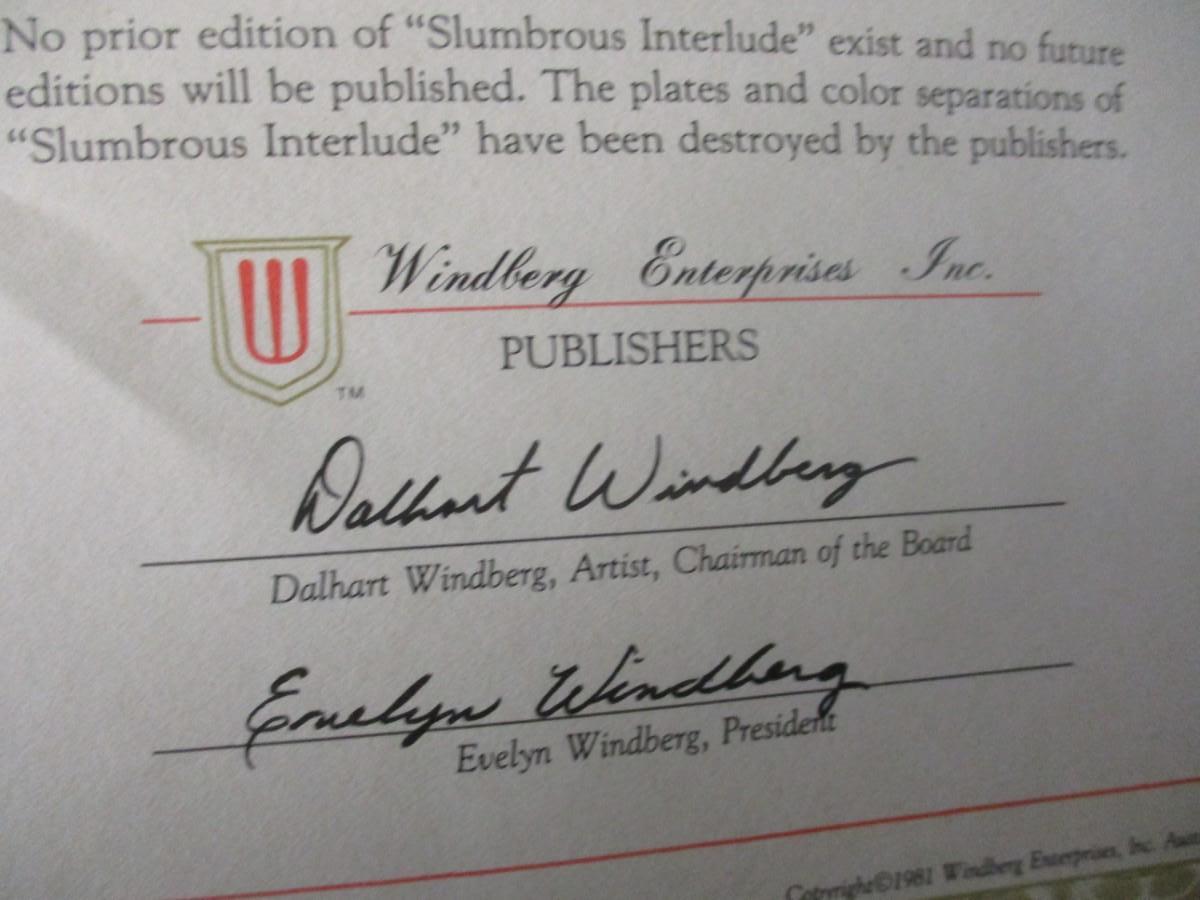 No prior edition of “Slumbrous Interlude” exist and no future
editions will be published. The plates and color separations of
“Slumbrous Interlude” have been destroyed by the publishers.
Windberg Enterprises Inc.
W
PUBLISHERS
TM
Dalhart Windberg
Dalhart Windberg, Artist, Chairman of the Board
Evelyn Windberg
Evelyn Windberg, President
Copyright©1981 Windberg Enterprises, Inc.